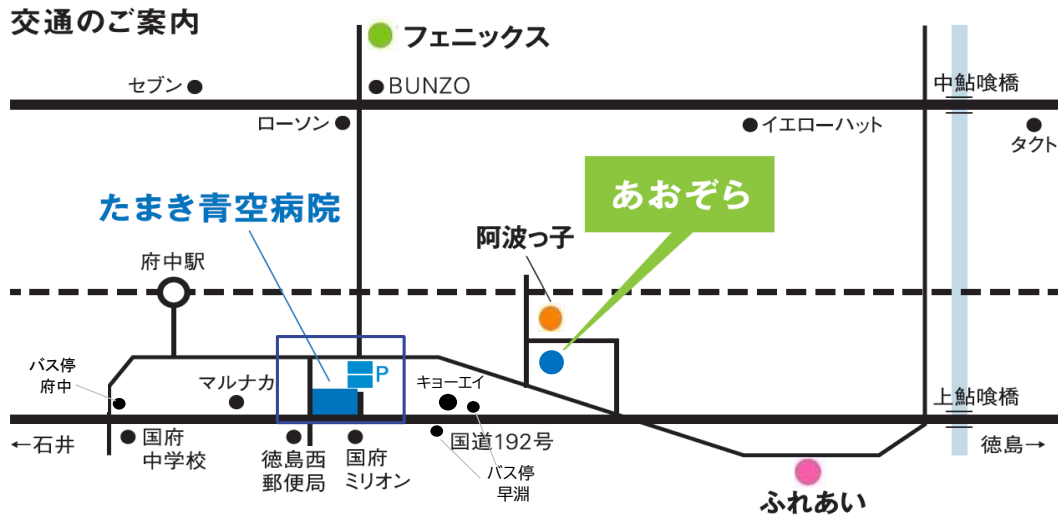 交通のご案内
フェニックス
セブン
BUNZO
中鮎喰橋
ローソン
イエローハット
タクト
たまき青空病院
あおぞら
阿波っ子
府中駅
バス停
府中
マルナカ
P
キョーエイ
上鮎喰橋
←石井
国府
中学校
徳島西
郵便局
国府
ミリオン
国道192号
バス停
早淵
徳島→
ふれあい